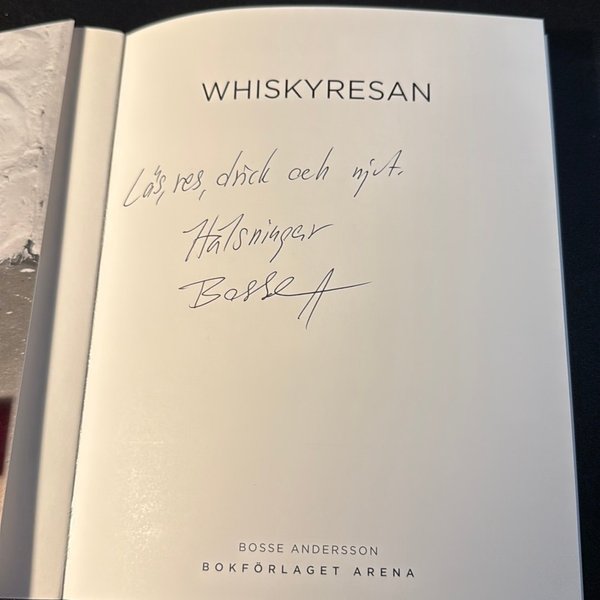 WHISKYRESAN
Läs, res, drick och njut.
Hälsningar
Bosse A
BOSSE ANDERSSON
BOKFÖRLAGET ARENA